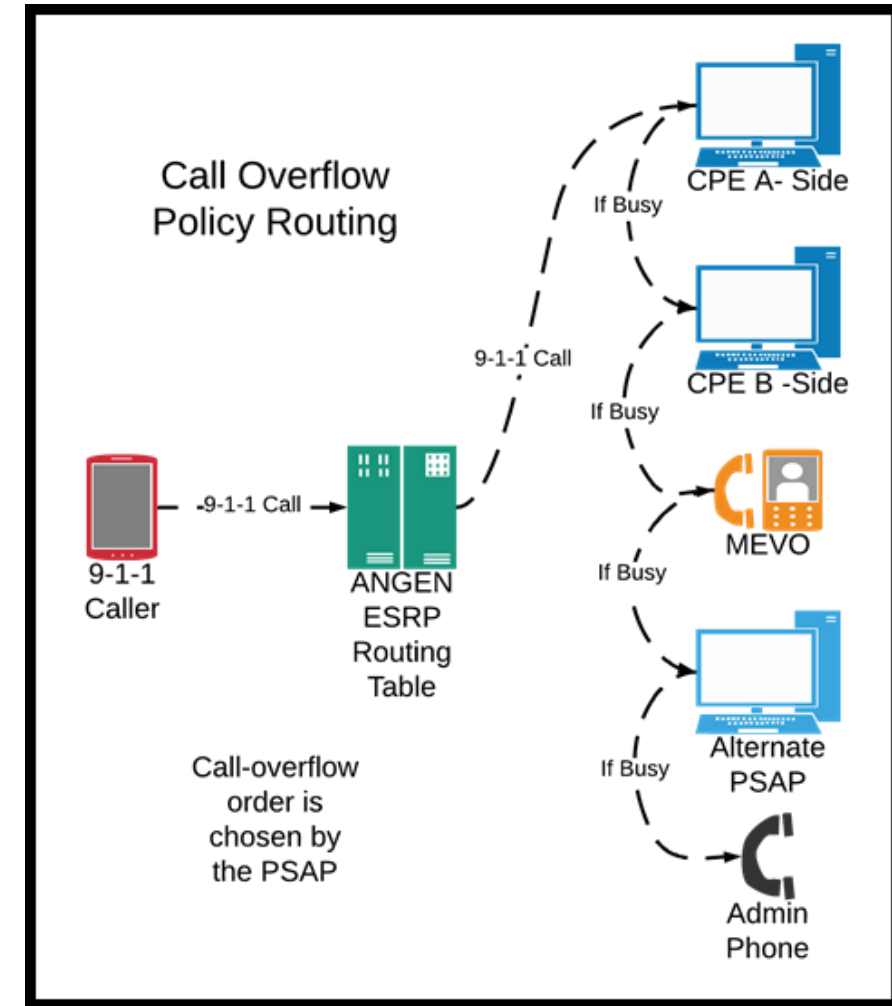 Call Overflow
Policy Routing
CPE A- Side
If Busy
CPE B -Side
9-1-1 Call
If Busy
-9-1-1 Call
MEVO
9-1-1
Caller
ANGEN
ESRP
Routing
Table
If Busy
Alternate
PSAP
If Busy
Call-overflow
order is
chosen by
the PSAP
Admin
Phone